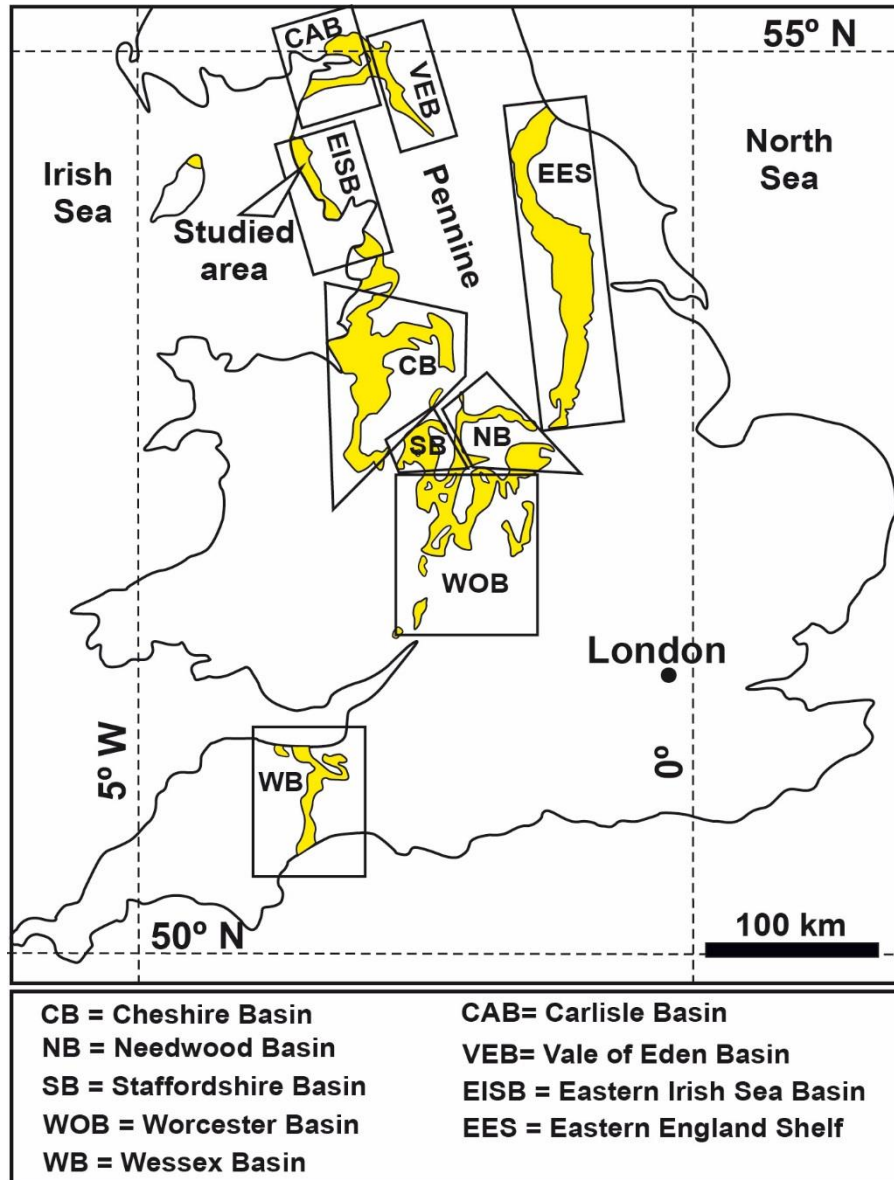 55º N
CAB
VEB
North
Sea
EISB
EES
Irish
Sea
Pennine
Studied
area
CB
SB
NB
WOB
London
5º W
0º
WB
100 km
50º N
CB = Cheshire Basin
NB = Needwood Basin
SB = Staffordshire Basin
WOB = Worcester Basin
WB = Wessex Basin
CAB= Carlisle Basin
VEB= Vale of Eden Basin
EISB = Eastern Irish Sea Basin
EES = Eastern England Shelf